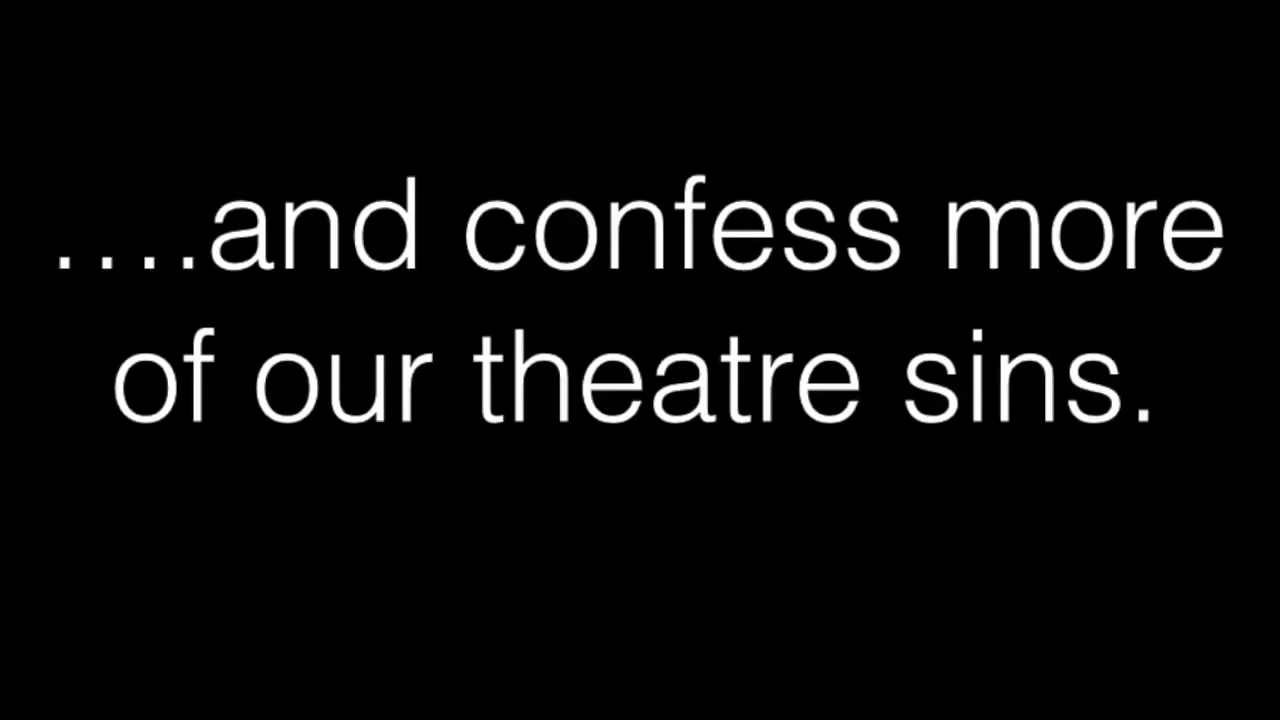 ....and confess more
of our theatre sins.